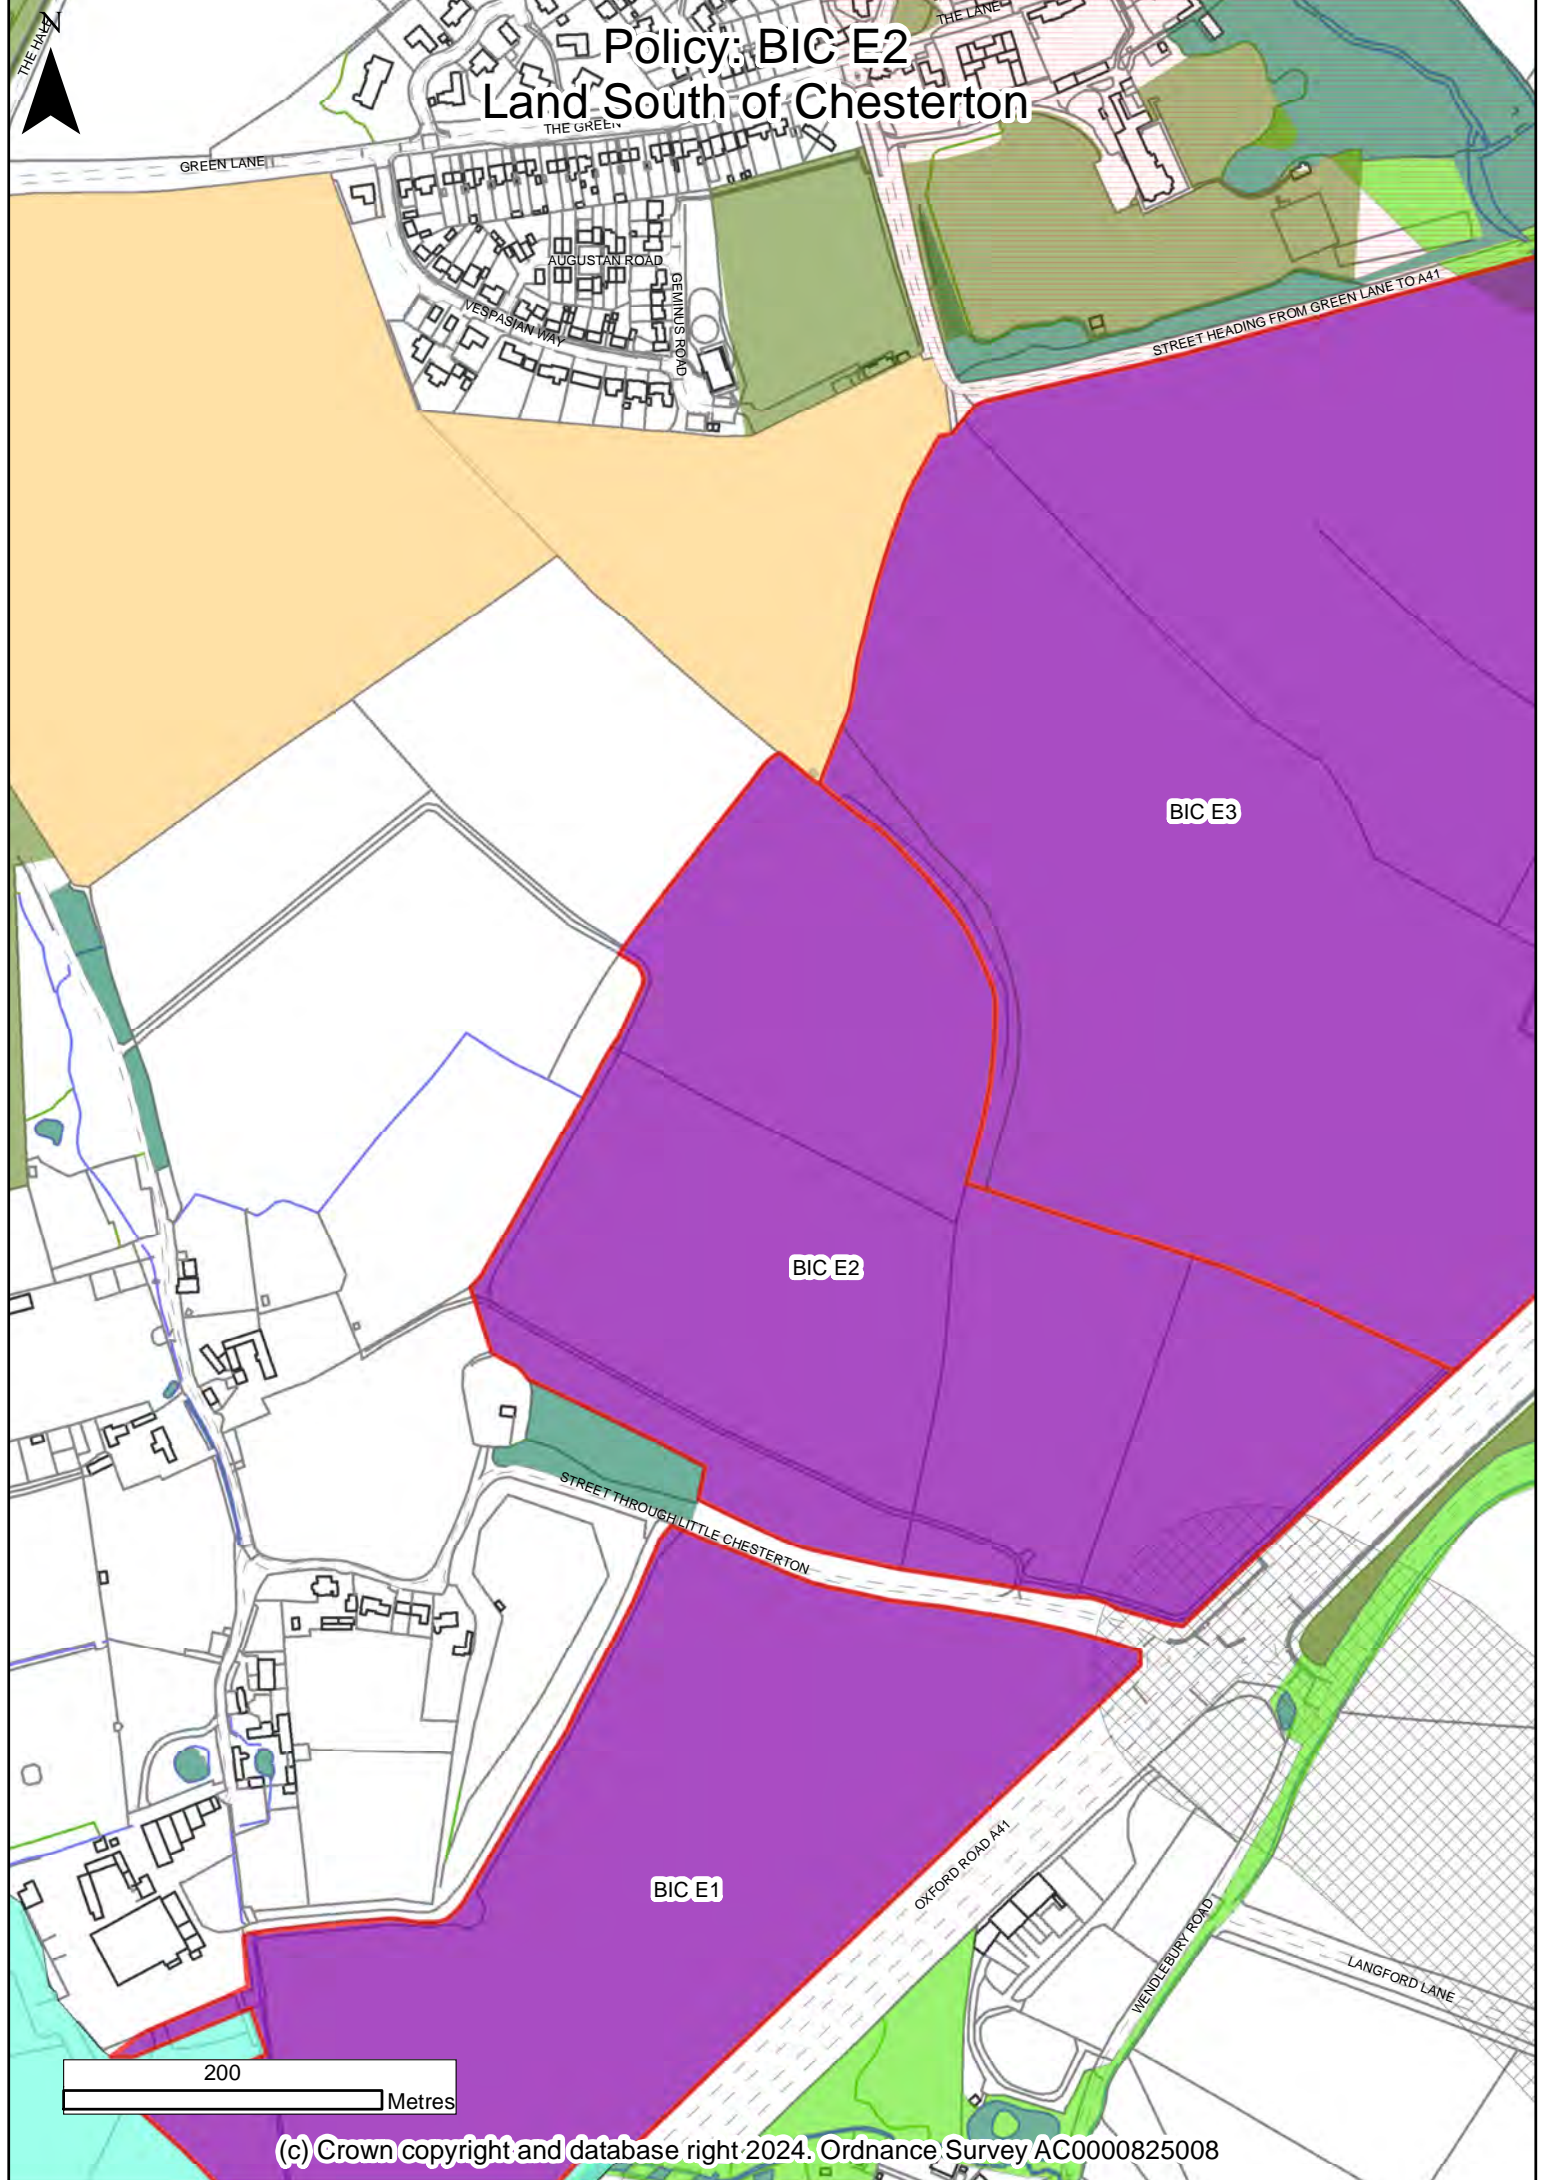 THE HALE
N
Policy: BIC E2
Land South of Chesterton
THE LANE
THE GREEN
GREEN LANE
AUGUSTAN ROAD
GEMINUS ROAD
VESPASIAN WAY
STREET HEADING FROM GREEN LANE TO A41
BIC E3
BIC E2
STREET THROUGH LITTLE CHESTERTON
BIC E1
OXFORD ROAD A41
WENDLEBURY ROAD
LANGFORD LANE
200
Metres
(c) Crown copyright and database right 2024. Ordnance Survey AC0000825008